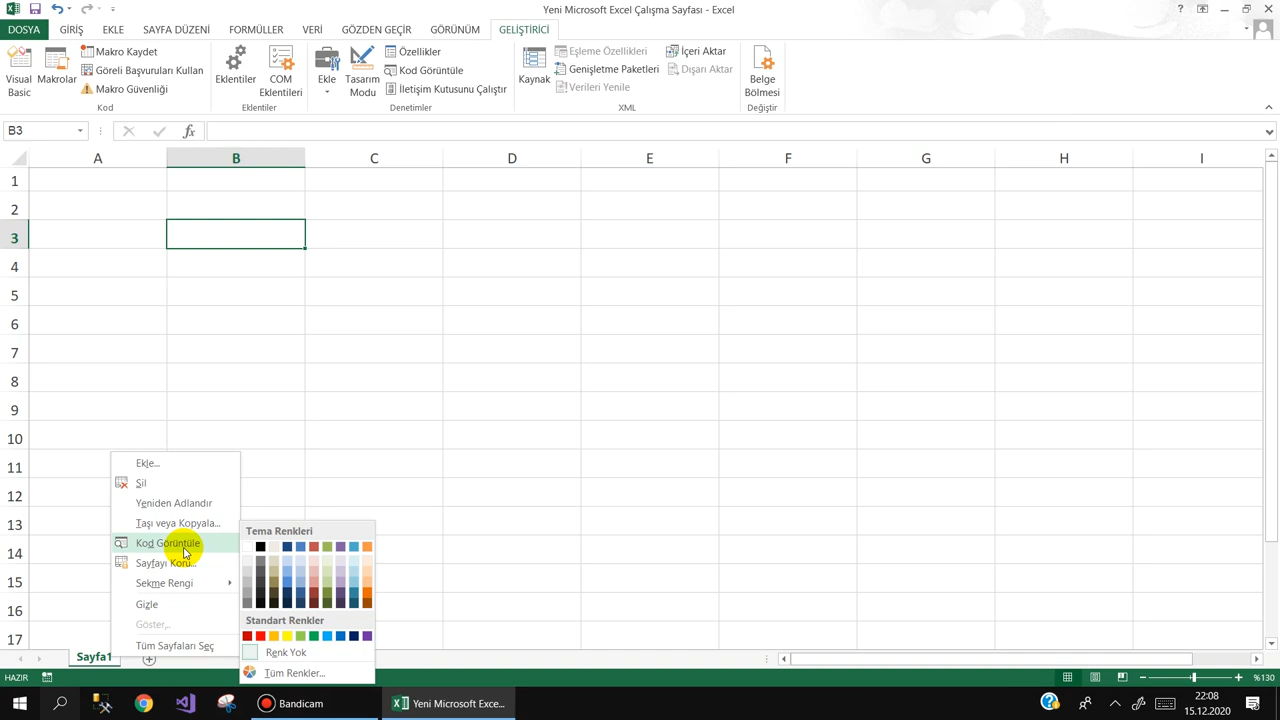 Yeni Microsoft Excel Çalışma Sayfası - Excel
DOSYA GİRİŞ EKLE SAYFA DÜZENİ FORMÜLLER VERİ GÖZDEN GEÇİR GÖRÜNÜM GELİŞTİRİCİ
Visual Basic
Makrolar
Makro Kaydet
Göreli Başvuruları Kullan
Makro Güvenliği
Kod
Eklentiler
COM Eklentileri
Eklentiler
Ekle
Tasarım Modu
Özellikler
Kod Görüntüle
İletişim Kutusunu Çalıştır
Denetimler
Kaynak
Eşleme Özellikleri
Genişletme Paketleri
Verileri Yenile
İçeri Aktar
Dışarı Aktar
XML
Belge Bölmesi
Değiştir
B3
fx
A B C D E F G H I
1
2
3
4
5
6
7
8
9
10
11
12
13
14
15
16
17
Ekle...
Sil
Yeniden Adlandır
Taşı veya Kopyala...
Kod Görüntüle
Sayfayı Koru...
Sekme Rengi
Gizle
Göster...
Tüm Sayfaları Seç
Tema Renkleri
Standart Renkler
Renk Yok
Tüm Renkler...
Sayfa1
HAZIR
%130
Bandicam
Yeni Microsoft Exce...
22:08
15.12.2020